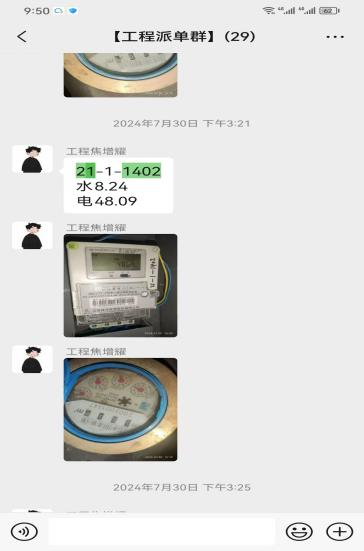 9:50
62
【工程派单群】(29)
2024年7月30日 下午3:21
工程焦增耀
21-1-1402
水8.24
电48.09
工程焦增耀
工程焦增耀
2024年7月30日 下午3:25